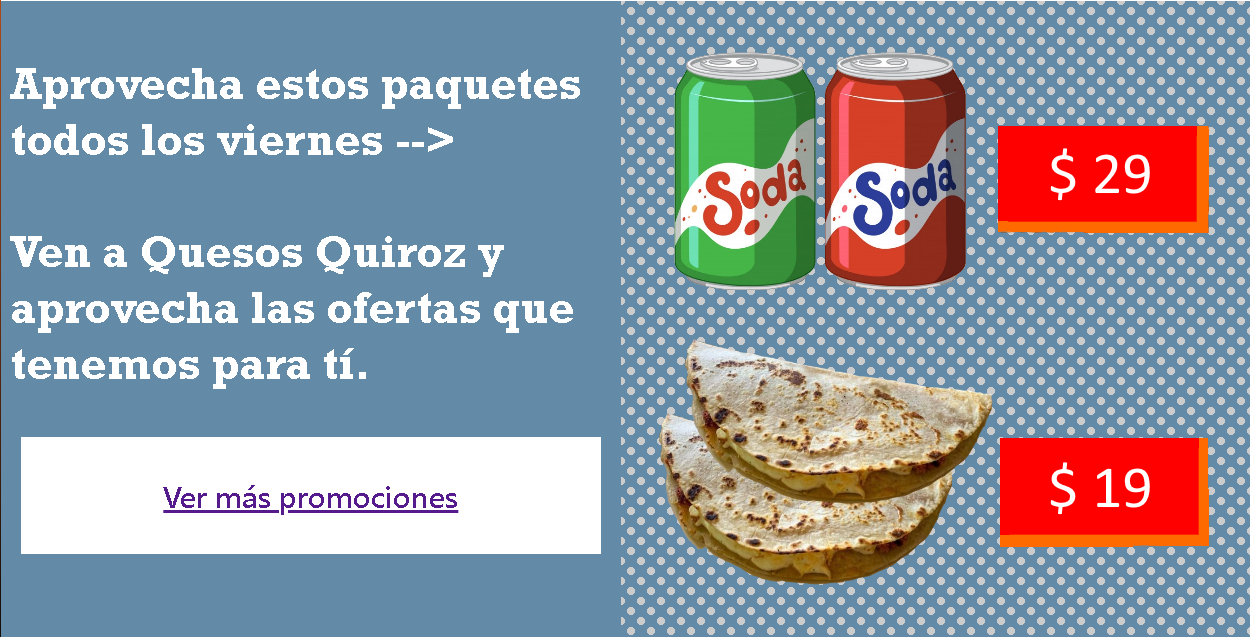 Aprovecha estos paquetes
todos los viernes -->
Ven a Quesos Quiroz y
aprovecha las ofertas que
tenemos para tí.
Ver más promociones
Soda
Soda
$ 29
$ 19